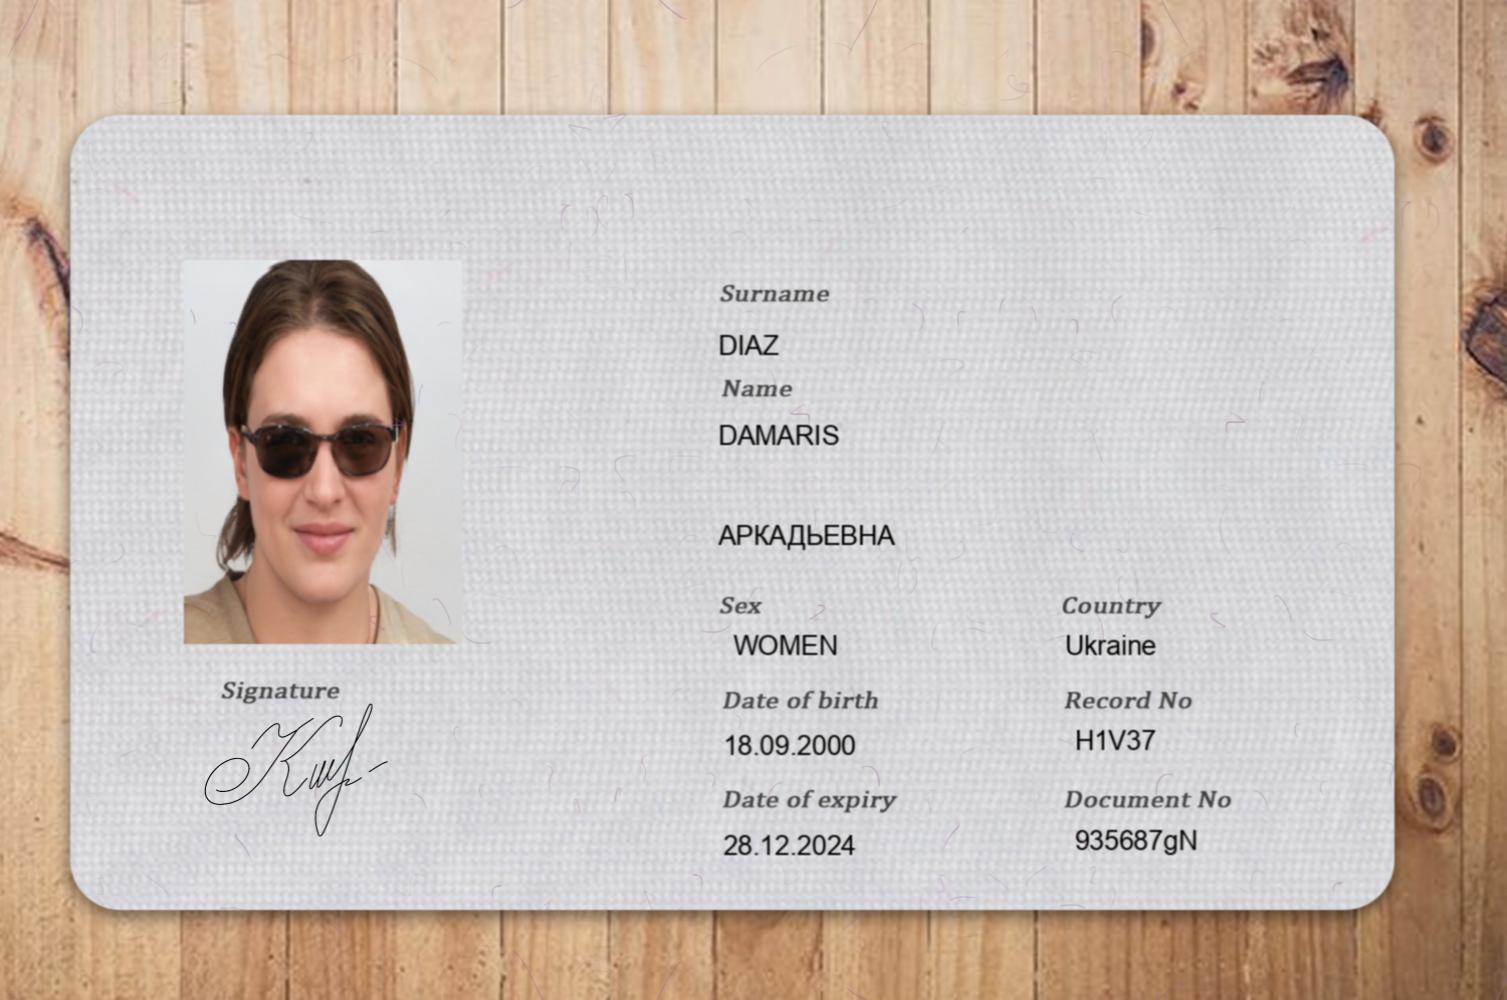 Surname
DIAZ
Name
DAMARIS
АРКАДЬЕВНА
Sex
Country
WOMEN
Ukraine
Date of birth
Record No
18.09.2000
H1V37
Date of expiry
Document No
28.12.2024
935687gN
Signature